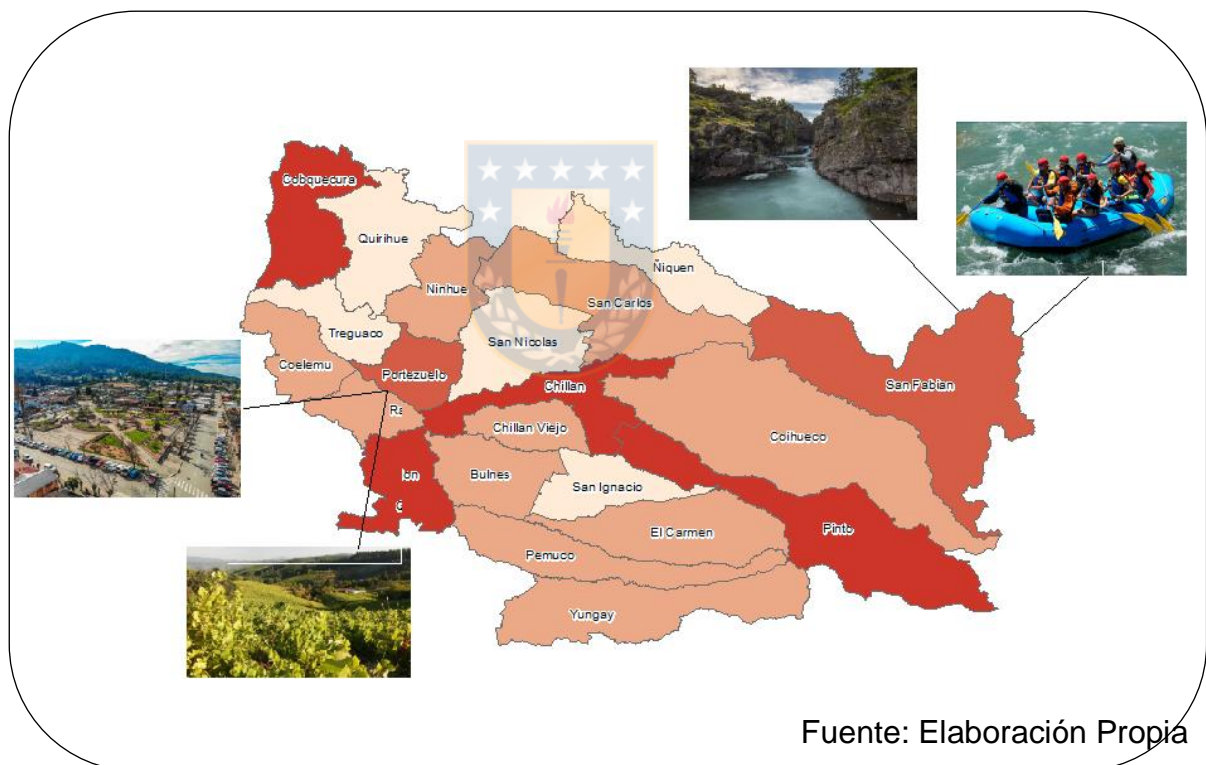 Cobquecura
Quirihue
Ñiquen
Ninhue
San Carlos
Treguaco
San Nicolas
Coelemu
Portezuelo
Chillan
San Fabian
Chillan Viejo
Coihueco
Bulnes
San Ignacio
El Carmen
Pinto
Pemuco
Yungay
Fuente: Elaboración Propia